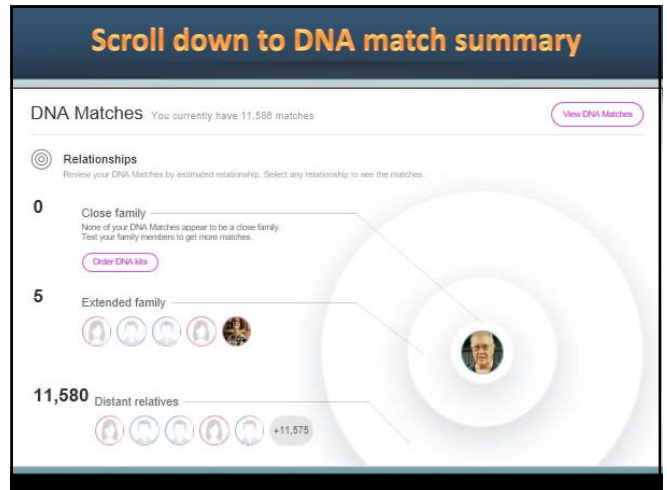 Scroll down to DNA match summary
DNA Matches You currently have 11,586 matches
View DNA Matches
Relationships
Review your DNA Matches by estimated relationship. Select any relationship to see the matches.
0
Close family
None of your DNA Matches appear to be a close family.
Test your family members to get more matches.
Order DNA kits
5
Extended family
11,580
Distant relatives
+11,575